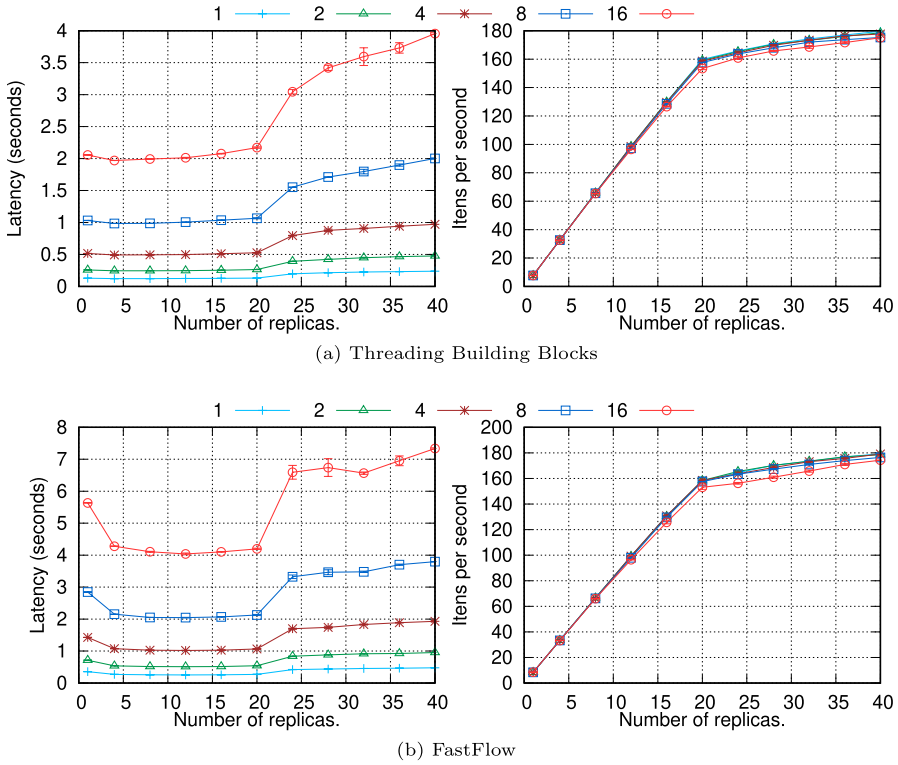 1 2 4 8 16
4
3.5
3
2.5
2
1.5
1
0.5
0
Latency (seconds)
0 5 10 15 20 25 30 35 40
Number of replicas.
180
160
140
120
100
80
60
40
20
0
Itens per second
0 5 10 15 20 25 30 35 40
Number of replicas.
(a) Threading Building Blocks
1 2 4 8 16
8
7
6
5
4
3
2
1
0
Latency (seconds)
0 5 10 15 20 25 30 35 40
Number of replicas.
200
180
160
140
120
100
80
60
40
20
0
Itens per second
0 5 10 15 20 25 30 35 40
Number of replicas.
(b) FastFlow